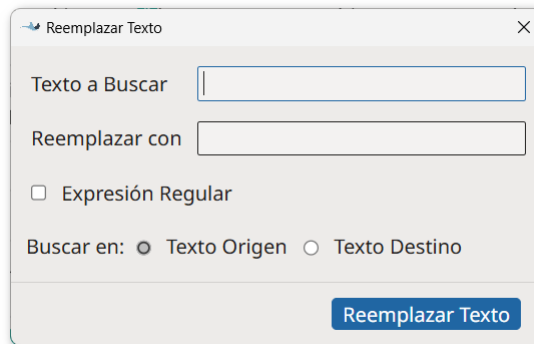 Reemplazar Texto
Texto a Buscar
Reemplazar con
Expresión Regular
Buscar en: Texto Origen Texto Destino
Reemplazar Texto